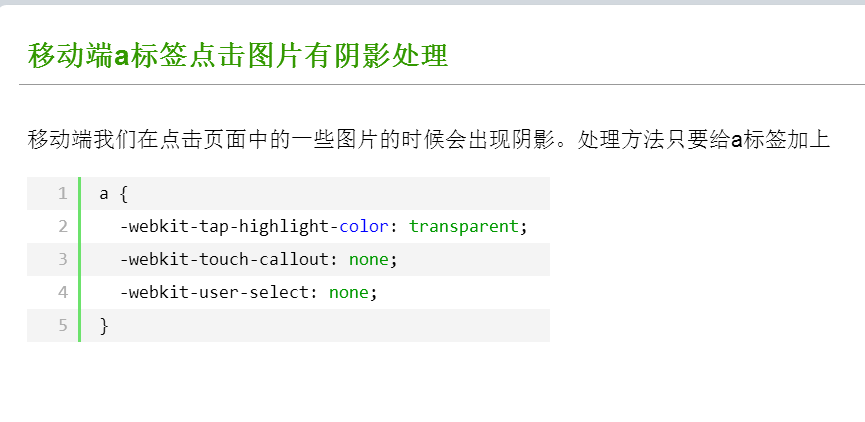 移动端a标签点击图片有阴影处理
移动端我们在点击页面中的一些图片的时候会出现阴影。处理方法只要给a标签加上
1 a {
2 -webkit-tap-highlight-color: transparent;
3 -webkit-touch-callout: none;
4 -webkit-user-select: none;
5 }